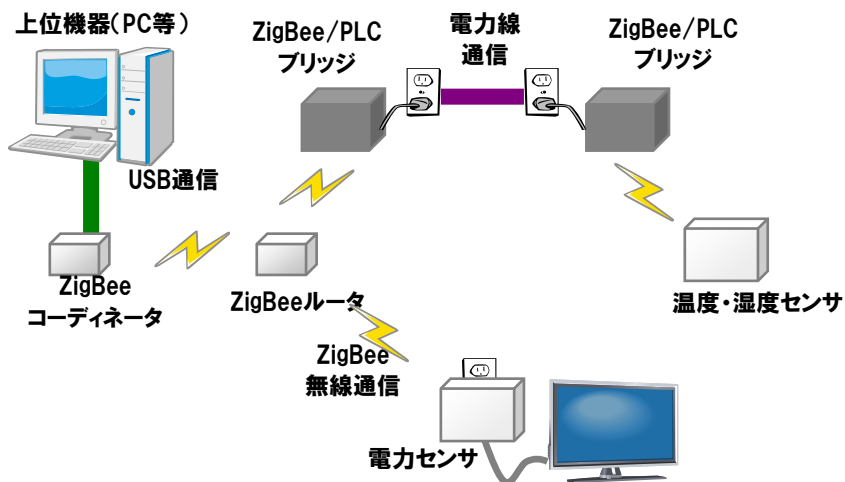 上位機器(PC等)
ZigBee/PLC
ブリッジ
電力線
通信
ZigBee/PLC
ブリッジ
USB通信
ZigBee
コーディネータ
ZigBeeルータ
温度・湿度センサ
ZigBee
無線通信
電力センサ